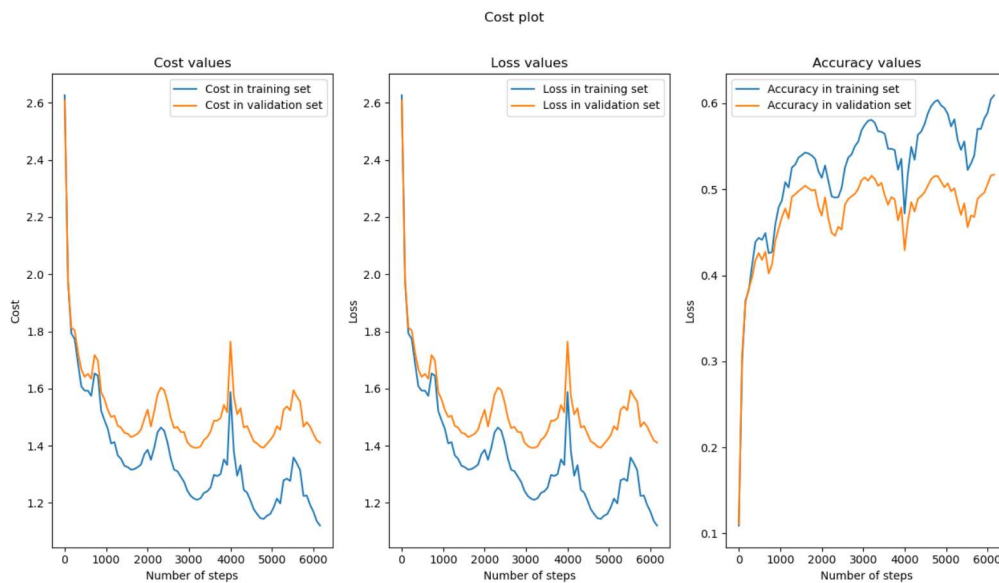 Cost plot
Cost values
Cost in training set
Cost in validation set
Cost
2.6
2.4
2.2
2.0
1.8
1.6
1.4
1.2
0 1000 2000 3000 4000 5000 6000
Number of steps
Loss values
Loss in training set
Loss in validation set
Loss
2.6
2.4
2.2
2.0
1.8
1.6
1.4
1.2
0 1000 2000 3000 4000 5000 6000
Number of steps
Accuracy values
Accuracy in training set
Accuracy in validation set
Loss
0.6
0.5
0.4
0.3
0.2
0.1
0 1000 2000 3000 4000 5000 6000
Number of steps